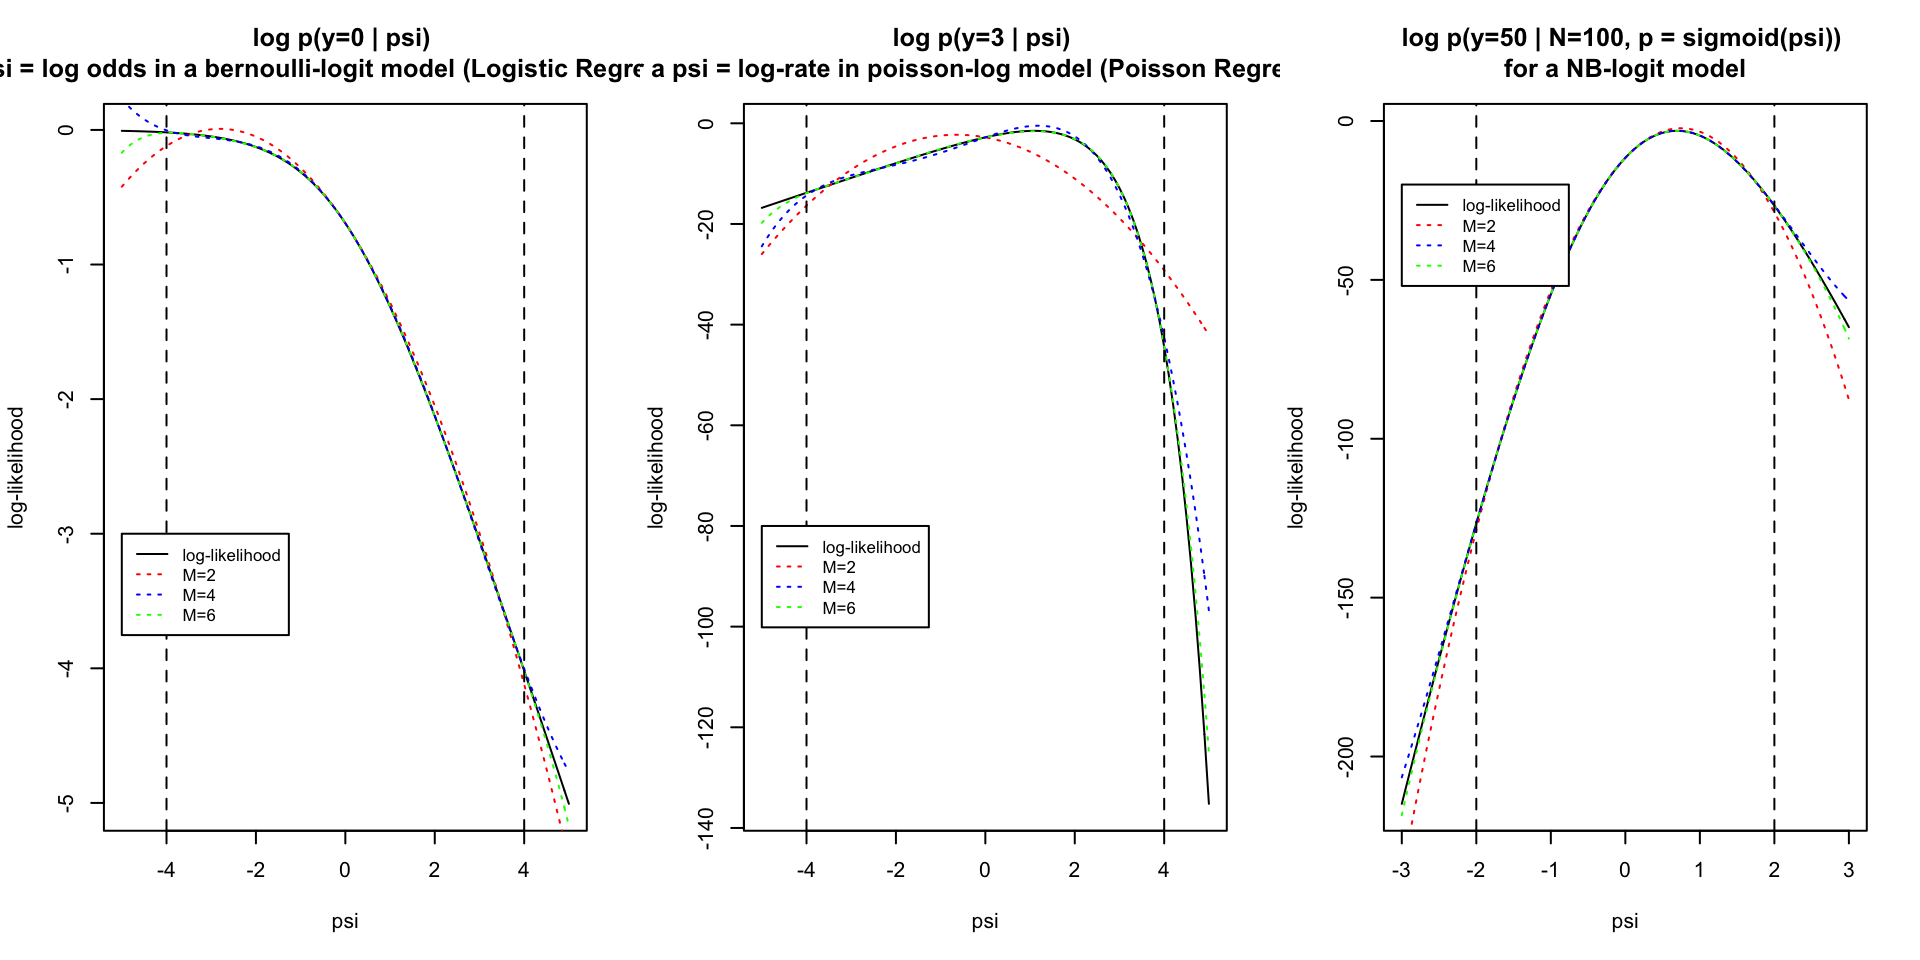 log p(y=0 | psi)
si = log odds in a bernoulli-logit model (Logistic Regre
log-likelihood
0
-1
-2
-3
-4
-5
log-likelihood
M=2
M=4
M=6
-4
-2
0
2
4
psi
log p(y=3 | psi)
a psi = log-rate in poisson-log model (Poisson Regre
log-likelihood
0
-20
-40
-60
-80
-100
-120
-140
log-likelihood
M=2
M=4
M=6
-4
-2
0
2
4
psi
log p(y=50 | N=100, p = sigmoid(psi))
for a NB-logit model
log-likelihood
0
-50
-100
-150
-200
log-likelihood
M=2
M=4
M=6
-3
-2
-1
0
1
2
3
psi